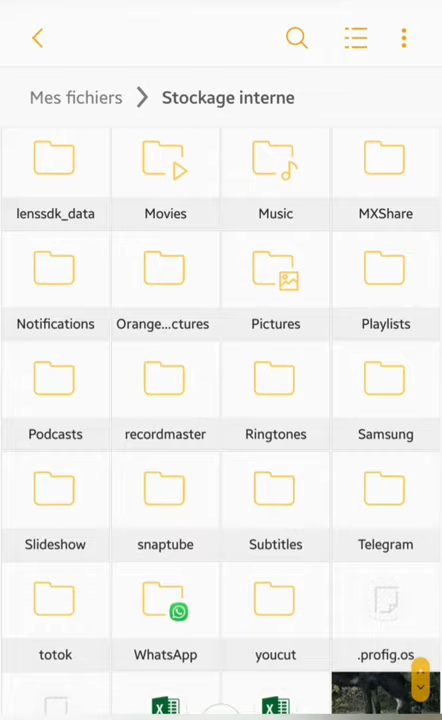 Mes fichiers > Stockage interne
lenssdk_data Movies Music MXShare
Notifications Orange...ctures Pictures Playlists
Podcasts recordmaster Ringtones Samsung
Slideshow snaptube Subtitles Telegram
totok WhatsApp youcut .profig.os